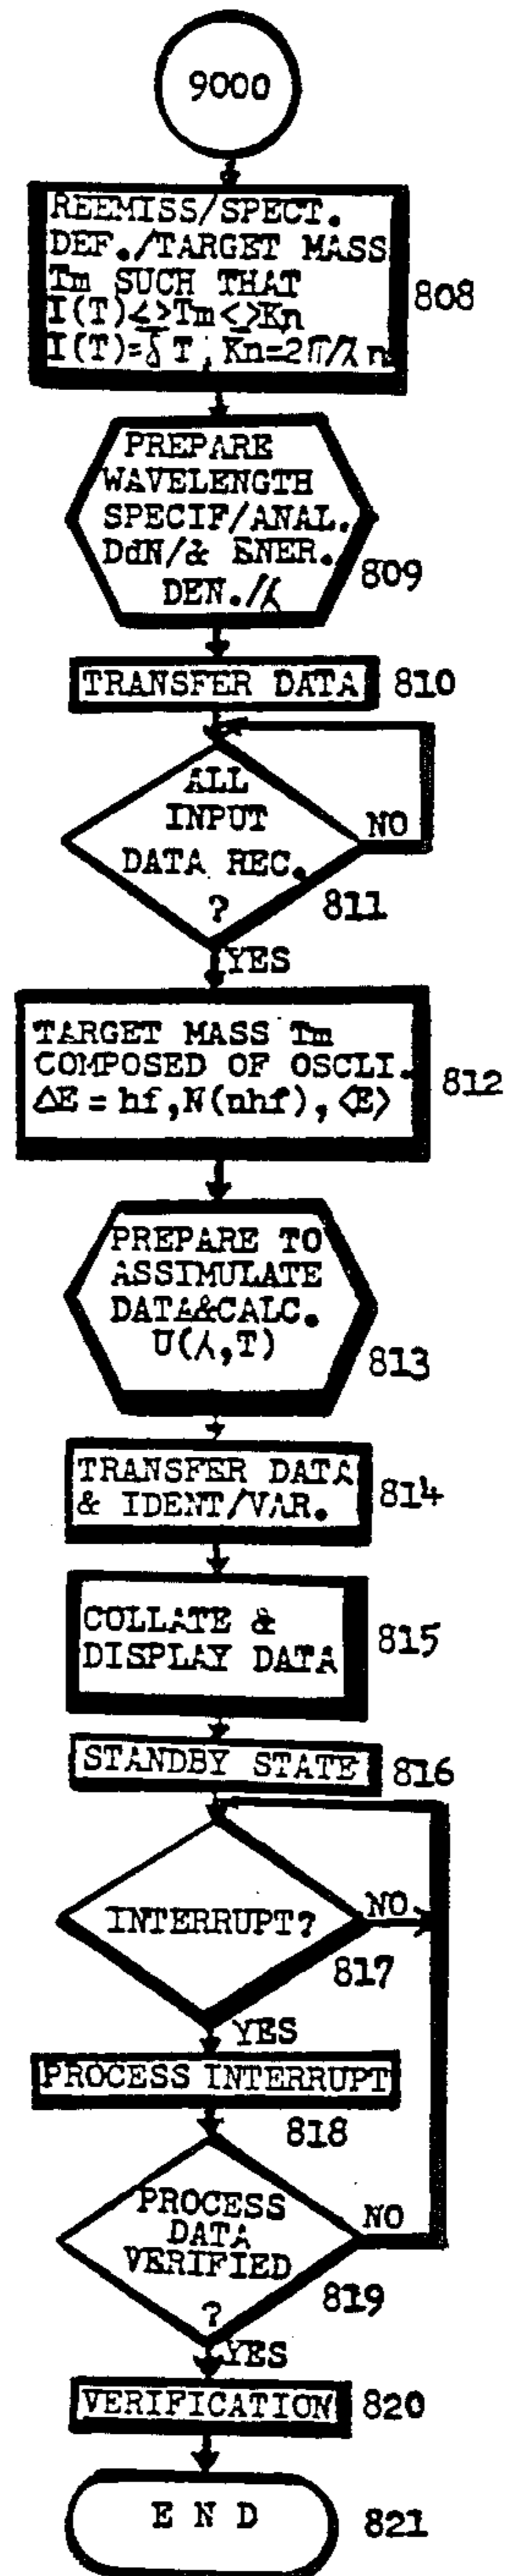 9000
REEMISS/SPECT.
DEF./TARGET MASS
Tm SUCH THAT
I(T)<>Tm<>Kn
I(T)=δT, Kn=2π/λn
808
PREPARE
WAVELENGTH
SPECIF/ANAL.
DdN/& ENER.
DEN./λ
809
TRANSFER DATA
810
ALL
INPUT
DATA REC.
?
NO
811
YES
TARGET MASS Tm
COMPOSED OF OSCLI.
ΔE = hf, N(nhf), <E>
812
PREPARE TO
ASSIMULATE
DATA&CALC.
U(λ,T)
813
TRANSFER DATA
& IDENT/VAR.
814
COLLATE &
DISPLAY DATA
815
STANDBY STATE
816
INTERRUPT?
NO
817
YES
PROCESS INTERRUPT
818
PROCESS
DATA
VERIFIED
?
NO
819
YES
VERIFICATION
820
E N D
821